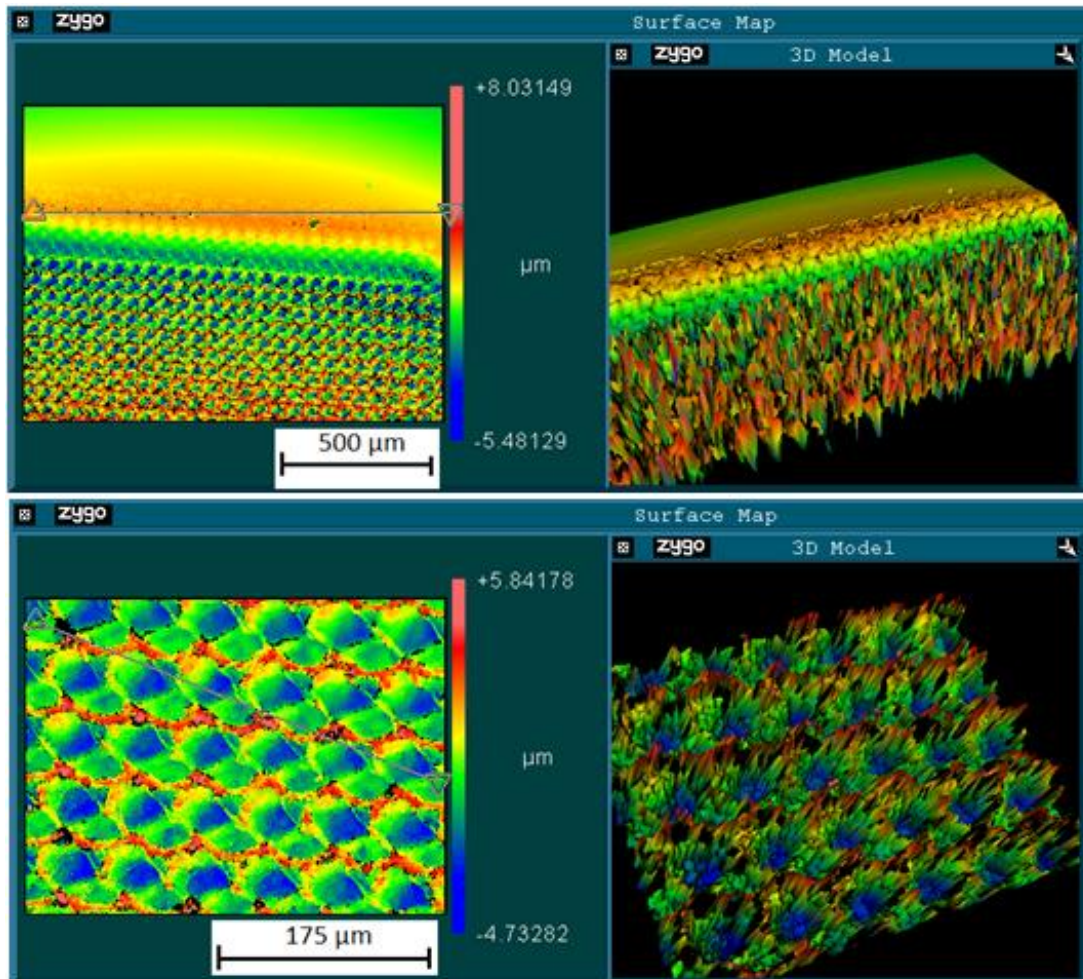 zygo Surface Map
zygo 3D Model
+8.03149
µm
-5.48129
500 µm
zygo Surface Map
zygo 3D Model
+5.84178
µm
-4.73282
175 µm